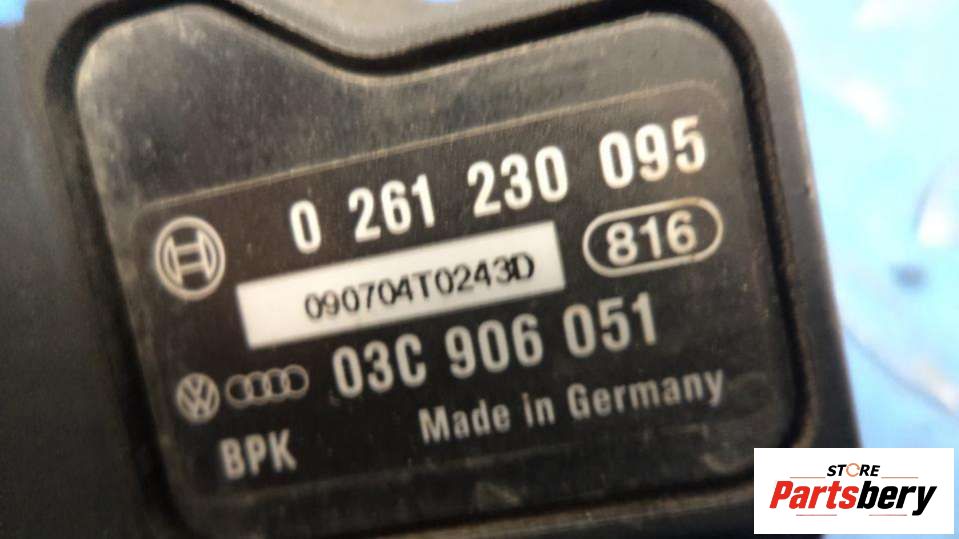 0 261 230 095
816
090704T0243D
03C 906 051
Made in Germany
BPK
STORE
Partsbery